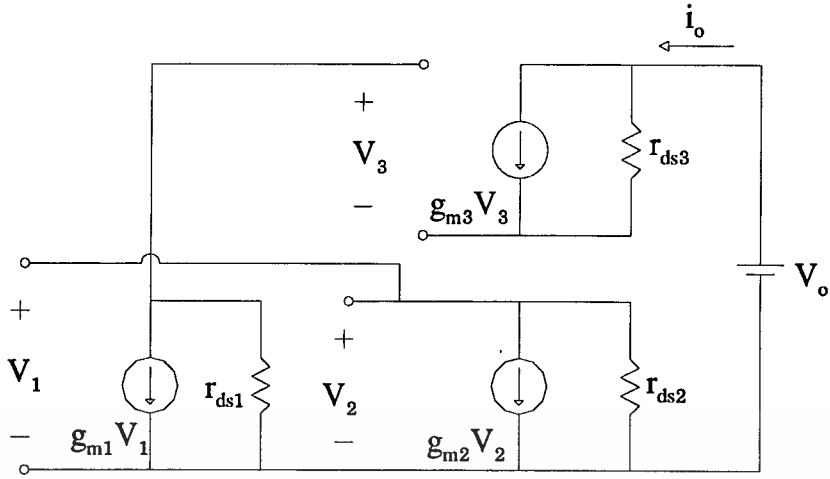 i_o
+
V_3
−
g_m3 V_3
r_ds3
V_o
+
V_1
−
g_m1 V_1
r_ds1
+
V_2
−
g_m2 V_2
r_ds2